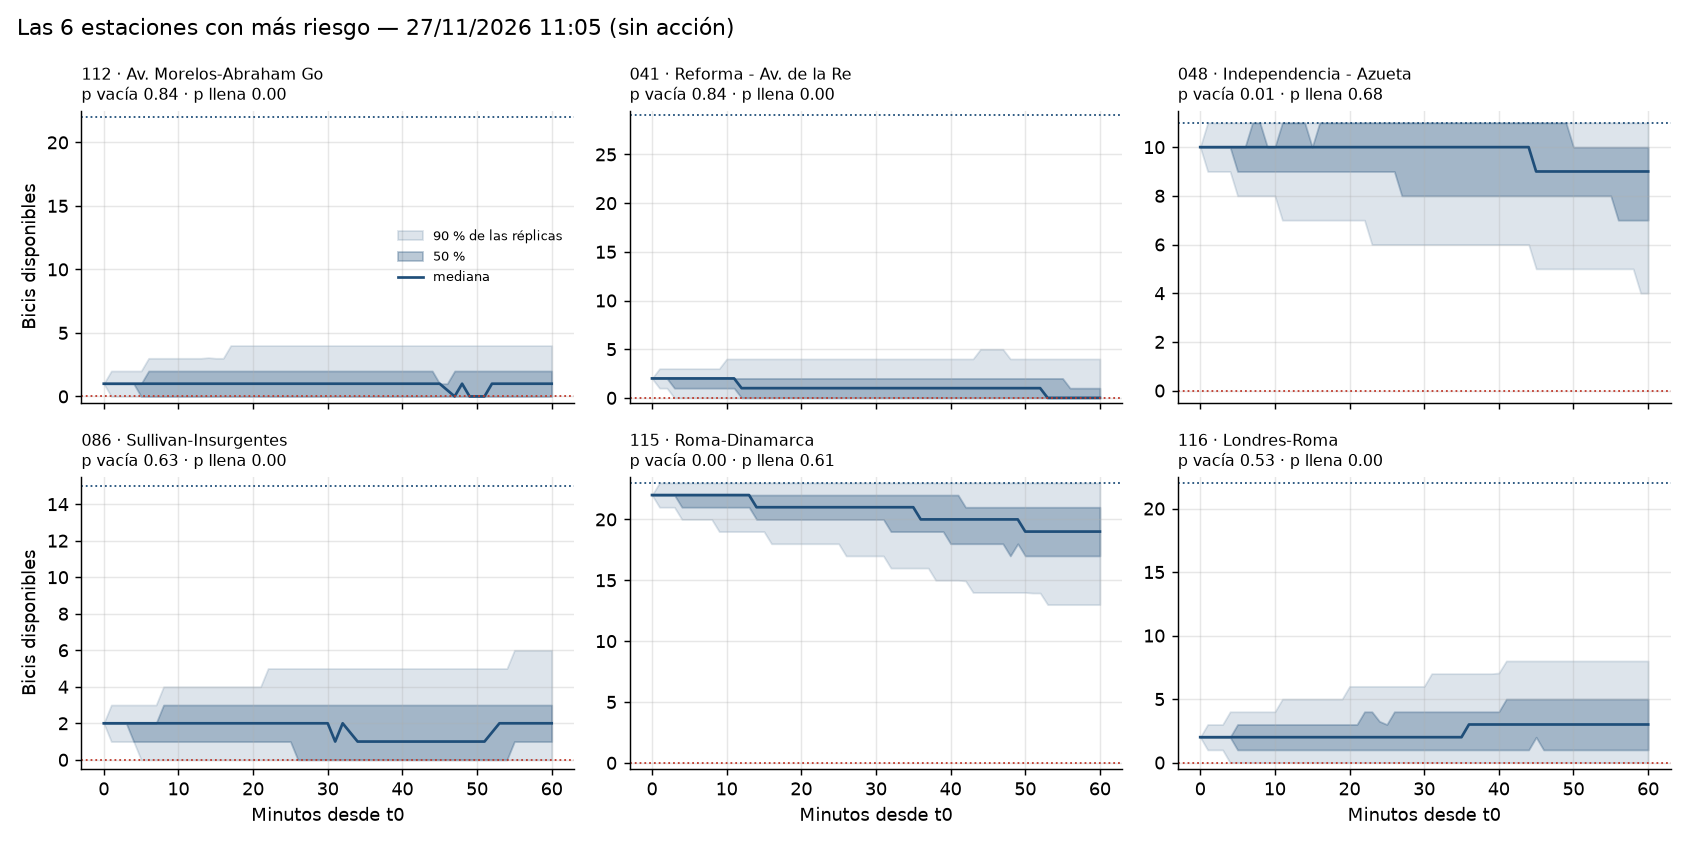 Las 6 estaciones con más riesgo — 27/11/2026 11:05 (sin acción)
112 · Av. Morelos-Abraham Go
p vacía 0.84 · p llena 0.00
20
15
10
5
0
Bicis disponibles
90 % de las réplicas
50 %
mediana
041 · Reforma - Av. de la Re
p vacía 0.84 · p llena 0.00
25
20
15
10
5
0
048 · Independencia - Azueta
p vacía 0.01 · p llena 0.68
10
8
6
4
2
0
086 · Sullivan-Insurgentes
p vacía 0.63 · p llena 0.00
14
12
10
8
6
4
2
0
Bicis disponibles
0 10 20 30 40 50 60
Minutos desde t0
115 · Roma-Dinamarca
p vacía 0.00 · p llena 0.61
20
15
10
5
0
0 10 20 30 40 50 60
Minutos desde t0
116 · Londres-Roma
p vacía 0.53 · p llena 0.00
20
15
10
5
0
0 10 20 30 40 50 60
Minutos desde t0